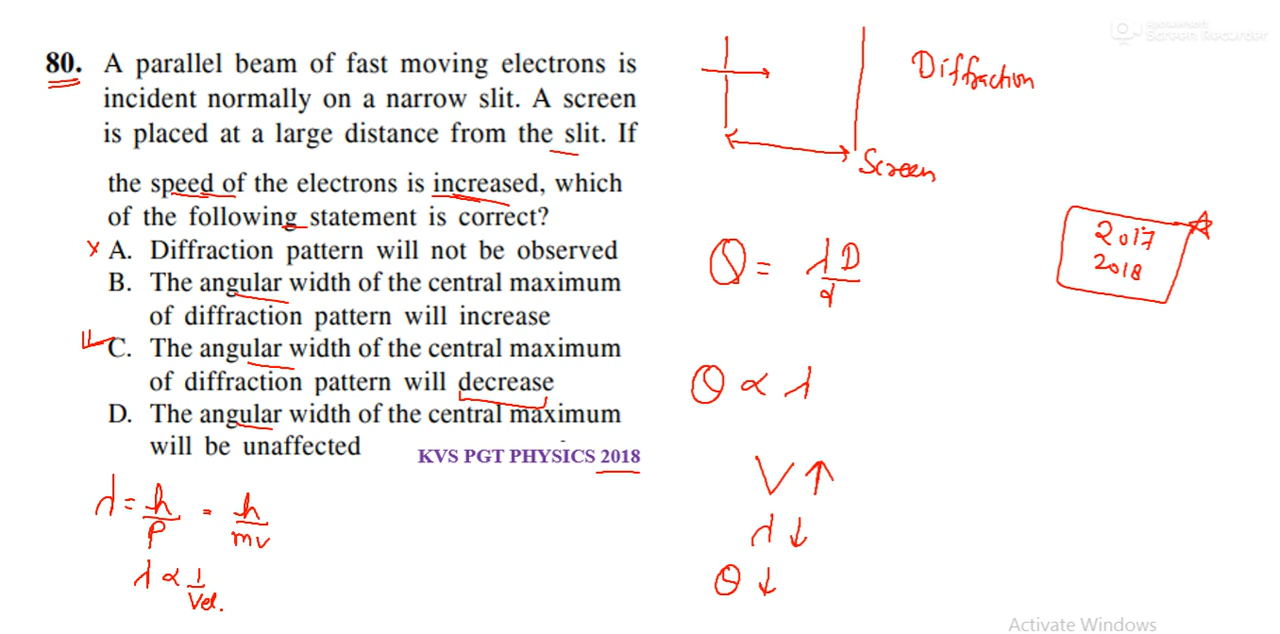 80. A parallel beam of fast moving electrons is
incident normally on a narrow slit. A screen
is placed at a large distance from the slit. If
the speed of the electrons is increased, which
of the following statement is correct?
x A. Diffraction pattern will not be observed
B. The angular width of the central maximum
of diffraction pattern will increase
C. The angular width of the central maximum
of diffraction pattern will decrease
D. The angular width of the central maximum
will be unaffected
KVS PGT PHYSICS 2018
λ = h/p = h/mv
λ ∝ 1/Vel.
Diffraction
Screen
θ = λD/d
θ ∝ λ
V ↑
λ ↓
θ ↓
2017
2018
Screen Recorder
Activate Windows